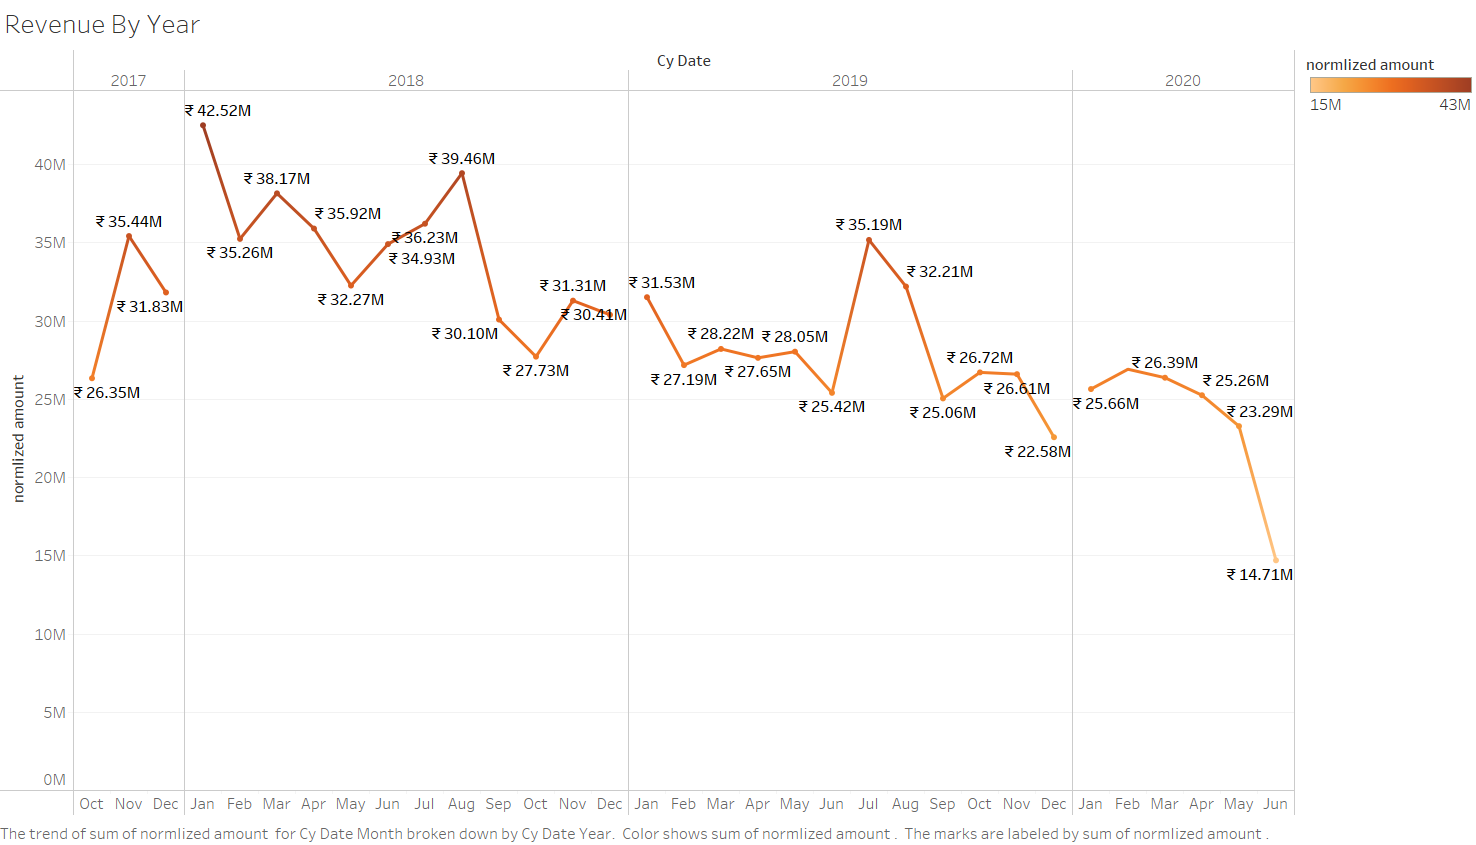 Revenue By Year
Cy Date
normlized amount
2017 2018 2019 2020
15M 43M
₹ 42.52M
₹ 39.46M
40M
₹ 38.17M
₹ 35.92M
₹ 35.44M
₹ 35.19M
₹ 36.23M
35M
₹ 35.26M
₹ 34.93M
₹ 32.21M
₹ 31.53M
₹ 31.31M
₹ 32.27M
₹ 31.83M
₹ 30.41M
30M
₹ 30.10M
₹ 28.22M ₹ 28.05M
₹ 26.72M
₹ 26.39M
₹ 27.73M
₹ 27.65M
₹ 27.19M
₹ 25.26M
₹ 26.61M
₹ 26.35M
25M
₹ 25.66M
₹ 25.42M
₹ 23.29M
₹ 25.06M
normlized amount
₹ 22.58M
20M
15M
₹ 14.71M
10M
5M
0M
Oct Nov Dec Jan Feb Mar Apr May Jun Jul Aug Sep Oct Nov Dec Jan Feb Mar Apr May Jun Jul Aug Sep Oct Nov Dec Jan Feb Mar Apr May Jun
The trend of sum of normlized amount  for Cy Date Month broken down by Cy Date Year.  Color shows sum of normlized amount .  The marks are labeled by sum of normlized amount .